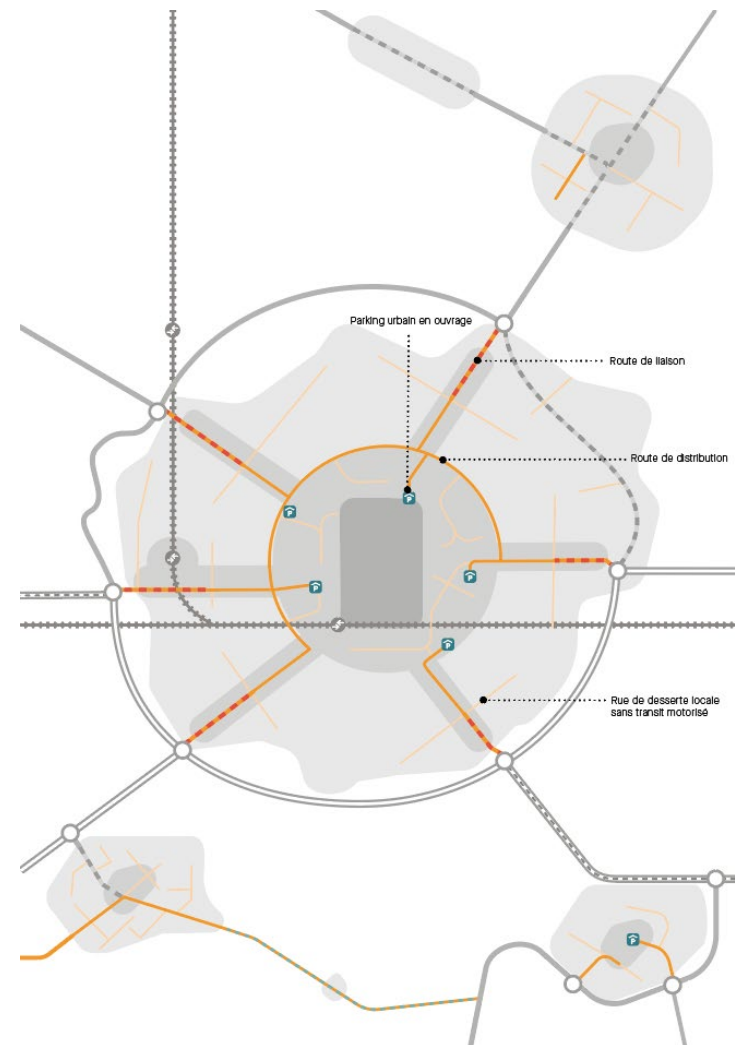 Parking urbain en ouvrage
Route de liaison
Route de distribution
P
P
P
P
P
Rue de desserte locale
sans transit motorisé
P